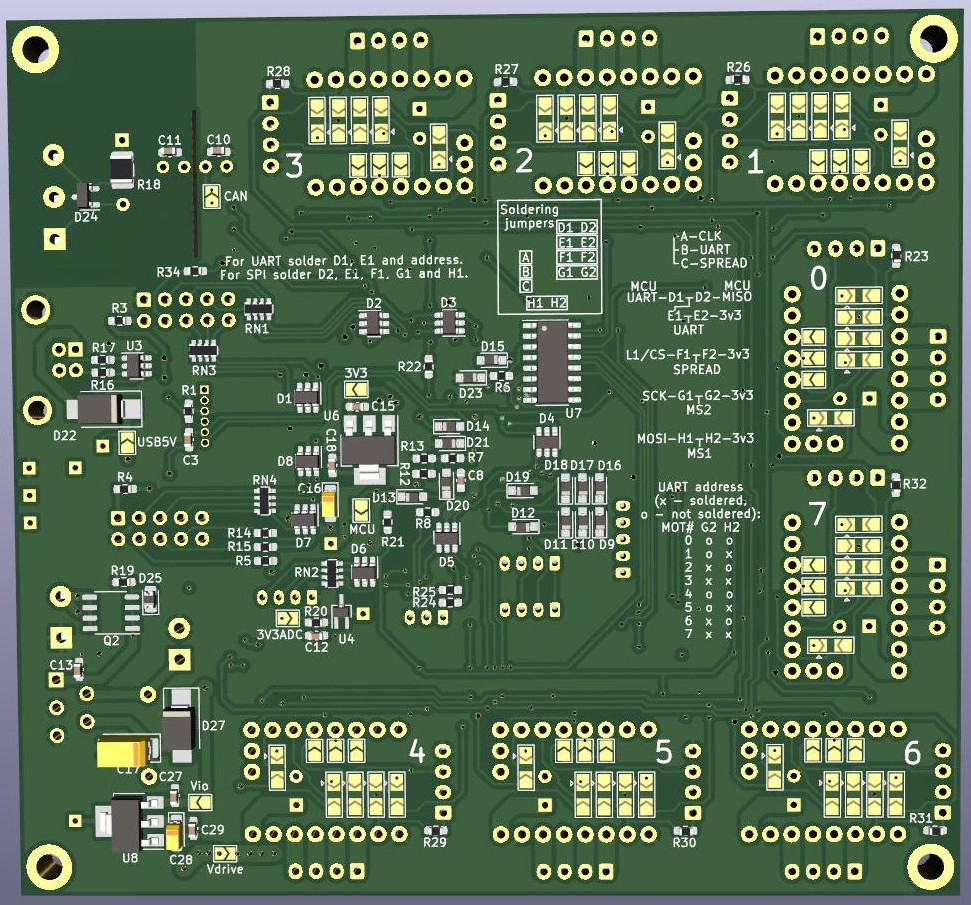 R28
R27
R26
C11
C10
R18
3
2
1
D24
CAN
Soldering
jumpers
D1 D2
E1 E2
F1 F2
G1 G2
A
B
C
H1 H2
A-CLK
B-UART
C-SPREAD
MCU MCU
UART-D1 D2-MISO
E1 E2-3v3
UART
L1/CS-F1 F2-3v3
SPREAD
SCK-G1 G2-3v3
MS2
MOSI-H1 H2-3v3
MS1
For UART solder D1, E1 and address.
For SPI solder D2, E1, F1, G1 and H1.
R34
R23
0
R3
RN1
D2
D3
R17
U3
RN3
R16
D15
R22
D23
R6
U7
R1
D1
3V3
C15
U6
D22
USB5V
C3
D14
D21
D4
R13
R7
C18
R12
D8
C8
R4
RN4
C16
D13
D20
D19
D18 D17 D16
UART address
(x – soldered,
o – not soldered):
MOT# G2 H2
0 o o
1 o x
2 x o
3 x x
4 o o
5 o x
6 x o
7 x x
R32
7
MCU
R8
D12
D7
R14
R15
R5
R21
D5
D11 D10 D9
RN2
D6
R19
D25
R25
R24
Q2
3V3ADC
R20
C12
U4
C13
D27
4
5
6
C17
C27
Vio
U8
C28
C29
Vdrive
R29
R30
R31